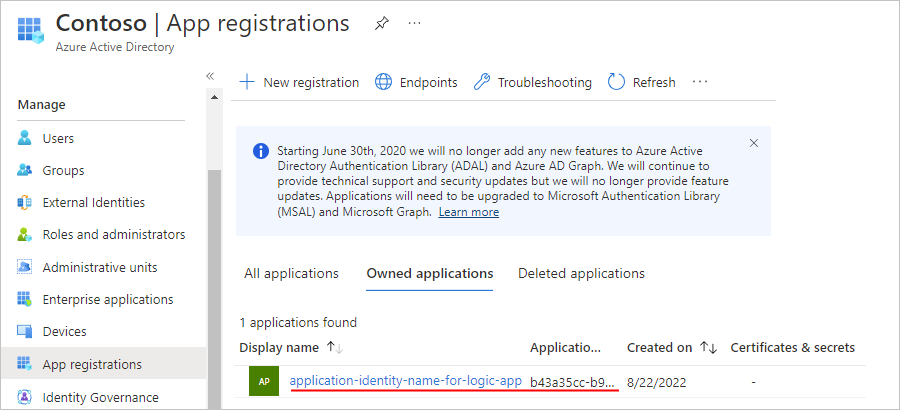 Contoso | App registrations ...
Azure Active Directory
«
Manage
Users
Groups
External Identities
Roles and administrators
Administrative units
Enterprise applications
Devices
App registrations
Identity Governance
+ New registration Endpoints Troubleshooting Refresh ...
Starting June 30th, 2020 we will no longer add any new features to Azure Active
Directory Authentication Library (ADAL) and Azure AD Graph. We will continue to
provide technical support and security updates but we will no longer provide feature
updates. Applications will need to be upgraded to Microsoft Authentication Library
(MSAL) and Microsoft Graph. Learn more
All applications Owned applications Deleted applications
1 applications found
Display name ↑↓ Applicatio... Created on ↑↓ Certificates & secrets
AP application-identity-name-for-logic-app b43a35cc-b9... 8/22/2022 -